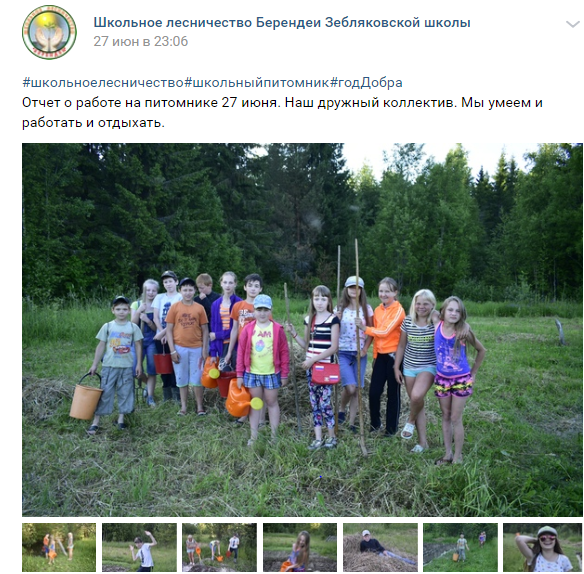 Школьное лесничество Берендеи Зебляковской школы
27 июн в 23:06
#школьноелесничество#школьныйпитомник#годДобра
Отчет о работе на питомнике 27 июня. Наш дружный коллектив. Мы умеем и
работать и отдыхать.